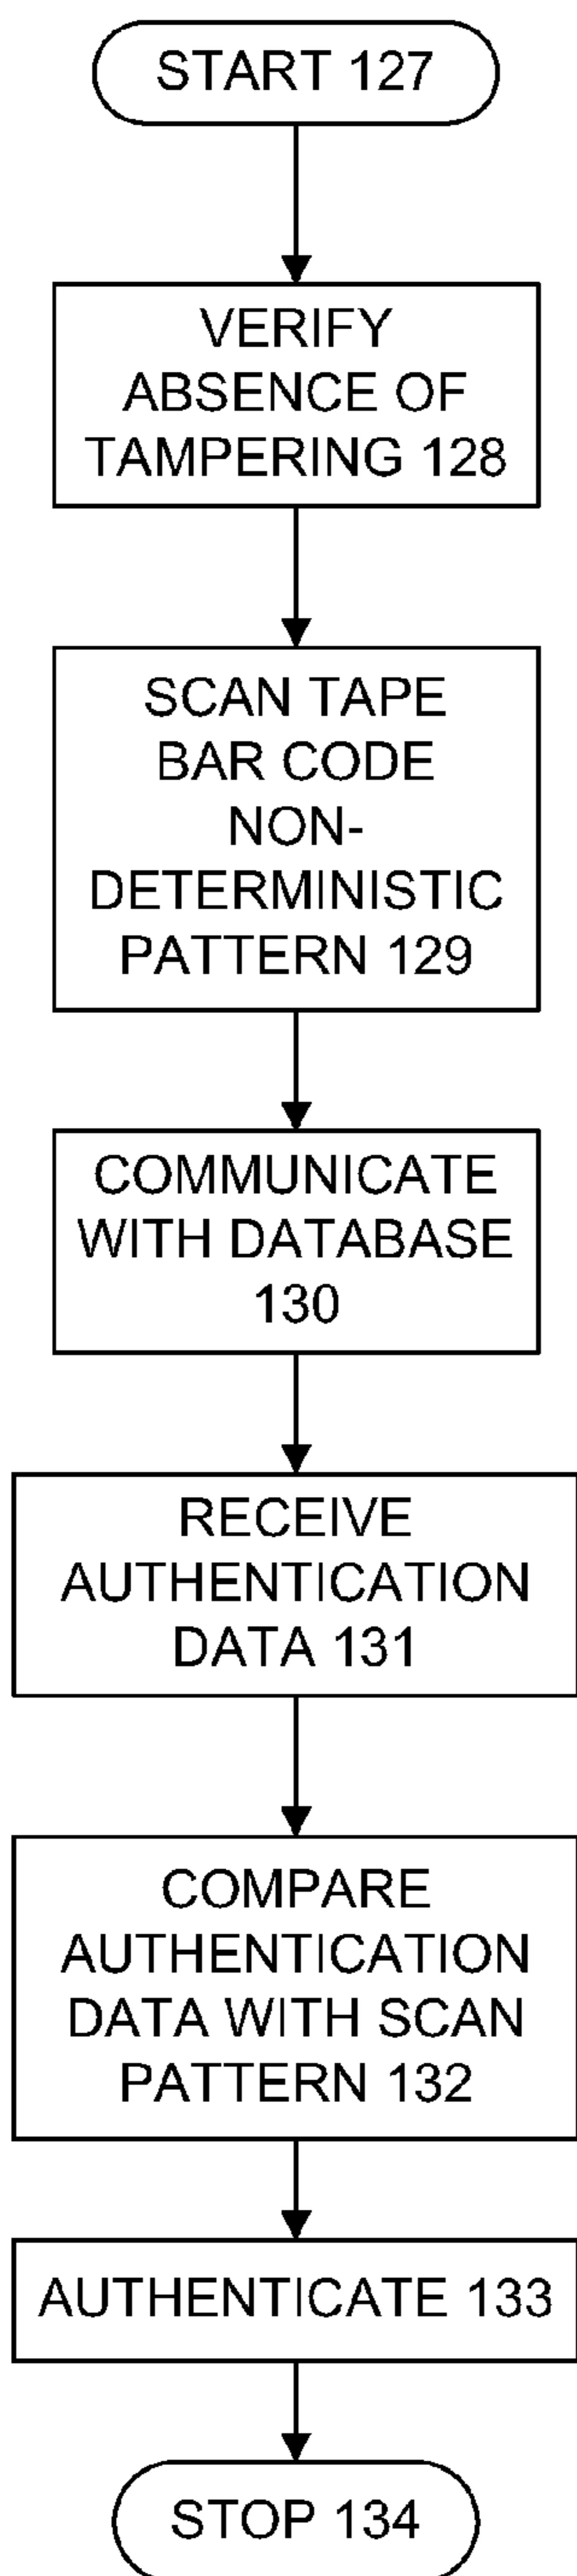 START 127
VERIFY
ABSENCE OF
TAMPERING 128
SCAN TAPE
BAR CODE
NON-
DETERMINISTIC
PATTERN 129
COMMUNICATE
WITH DATABASE
130
RECEIVE
AUTHENTICATION
DATA 131
COMPARE
AUTHENTICATION
DATA WITH SCAN
PATTERN 132
AUTHENTICATE 133
STOP 134